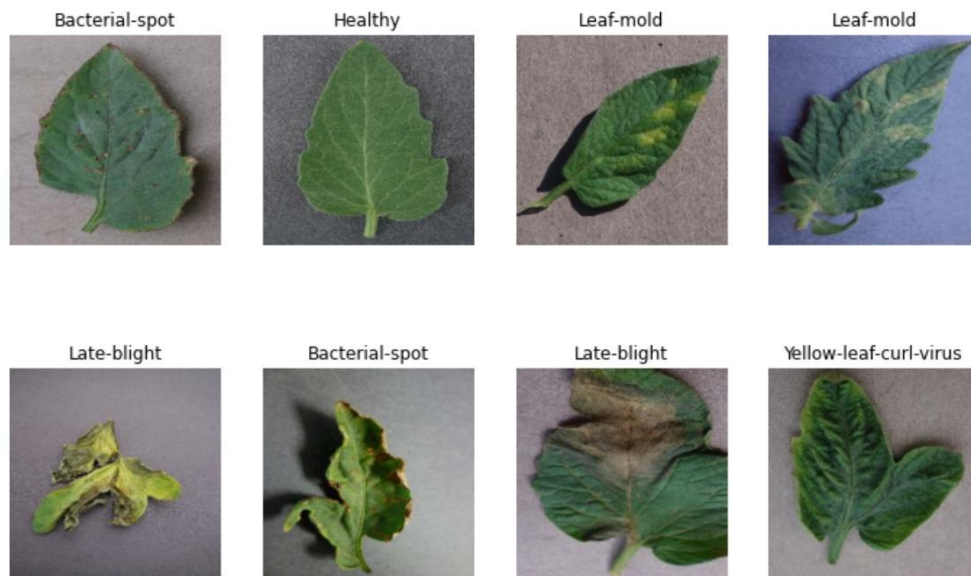 Bacterial-spot
Healthy
Leaf-mold
Leaf-mold
Late-blight
Bacterial-spot
Late-blight
Yellow-leaf-curl-virus